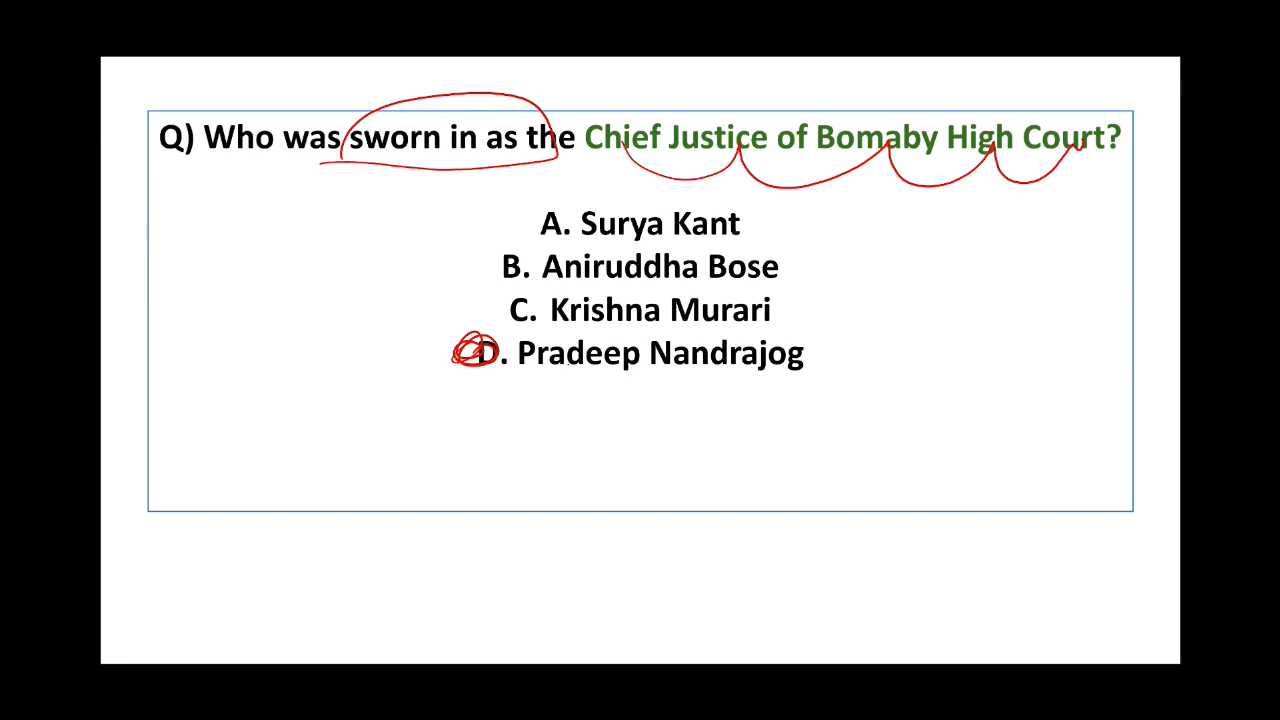 Q) Who was sworn in as the Chief Justice of Bomaby High Court?
A. Surya Kant
B. Aniruddha Bose
C. Krishna Murari
D. Pradeep Nandrajog